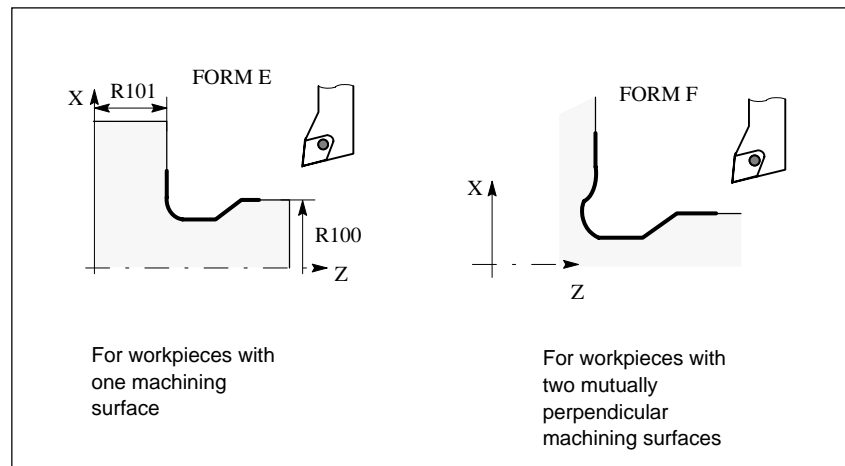 FORM E
X
R101
R100
Z
For workpieces with
one machining
surface
FORM F
X
Z
For workpieces with
two mutually
perpendicular
machining surfaces